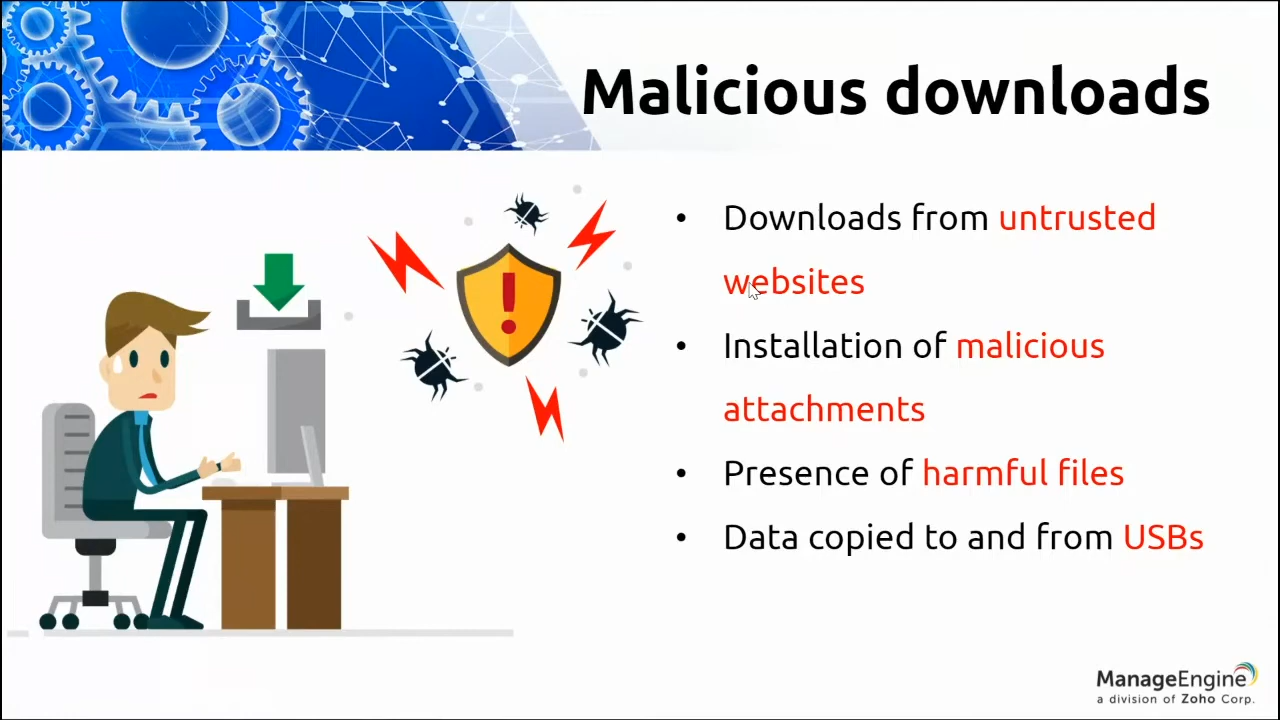 Malicious downloads
• Downloads from untrusted
websites
• Installation of malicious
attachments
• Presence of harmful files
• Data copied to and from USBs
ManageEngine
a division of Zoho Corp.